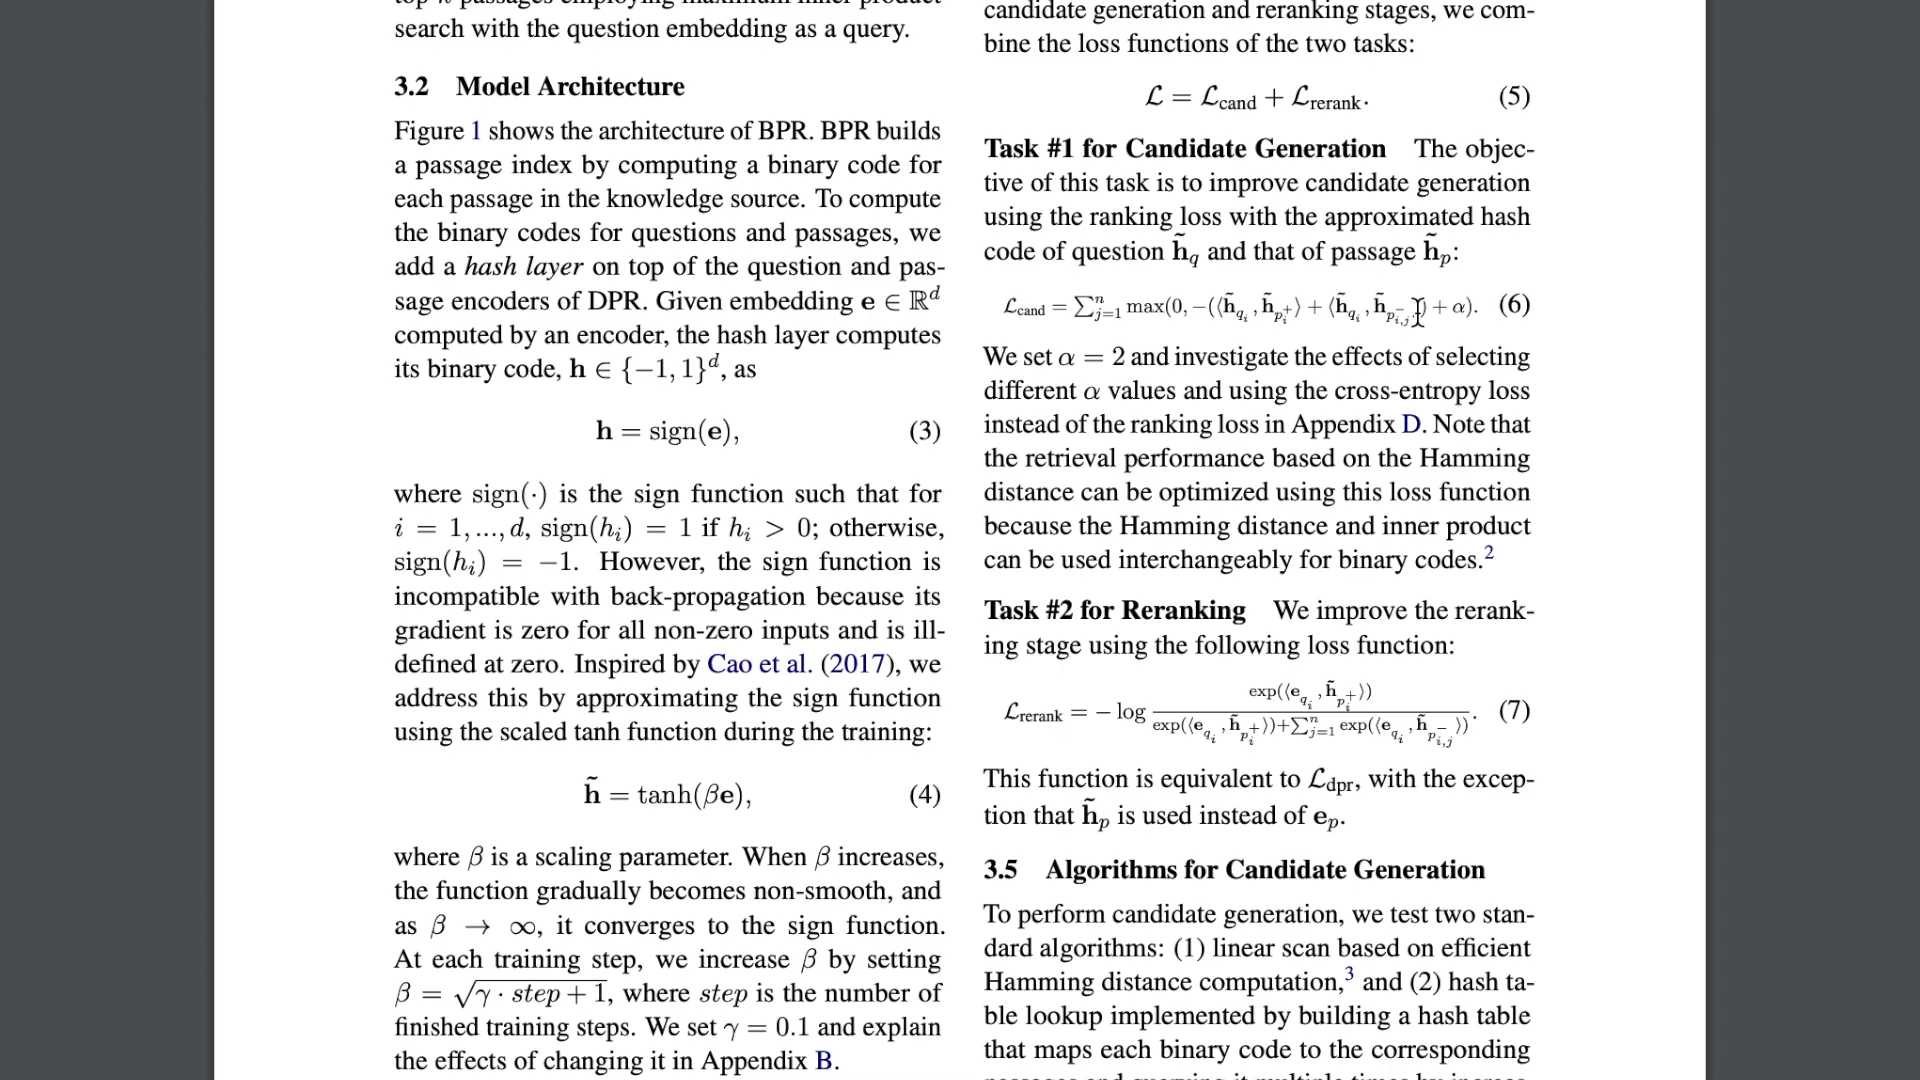 search with the question embedding as a query.
3.2 Model Architecture
Figure 1 shows the architecture of BPR. BPR builds
a passage index by computing a binary code for
each passage in the knowledge source. To compute
the binary codes for questions and passages, we
add a hash layer on top of the question and pas-
sage encoders of DPR. Given embedding e ∈ ℝ^d
computed by an encoder, the hash layer computes
its binary code, h ∈ {−1, 1}^d, as
h = sign(e), (3)
where sign(·) is the sign function such that for
i = 1, ..., d, sign(h_i) = 1 if h_i > 0; otherwise,
sign(h_i) = −1. However, the sign function is
incompatible with back-propagation because its
gradient is zero for all non-zero inputs and is ill-
defined at zero. Inspired by Cao et al. (2017), we
address this by approximating the sign function
using the scaled tanh function during the training:
h̃ = tanh(βe), (4)
where β is a scaling parameter. When β increases,
the function gradually becomes non-smooth, and
as β → ∞, it converges to the sign function.
At each training step, we increase β by setting
β = √(γ · step + 1), where step is the number of
finished training steps. We set γ = 0.1 and explain
the effects of changing it in Appendix B.
candidate generation and reranking stages, we com-
bine the loss functions of the two tasks:
ℒ = ℒ_cand + ℒ_rerank. (5)
Task #1 for Candidate Generation The objec-
tive of this task is to improve candidate generation
using the ranking loss with the approximated hash
code of question h̃_q and that of passage h̃_p:
ℒ_cand = ∑_{j=1}^n max(0, −(⟨h̃_{q_i}, h̃_{p_i^+}⟩ + ⟨h̃_{q_i}, h̃_{p_{i,j}^−}⟩) + α). (6)
We set α = 2 and investigate the effects of selecting
different α values and using the cross-entropy loss
instead of the ranking loss in Appendix D. Note that
the retrieval performance based on the Hamming
distance can be optimized using this loss function
because the Hamming distance and inner product
can be used interchangeably for binary codes.²
Task #2 for Reranking We improve the rerank-
ing stage using the following loss function:
ℒ_rerank = − log exp(⟨e_{q_i}, h̃_{p_i^+}⟩) / exp(⟨e_{q_i}, h̃_{p_i^+}⟩)+∑_{j=1}^n exp(⟨e_{q_i}, h̃_{p_{i,j}^−}⟩). (7)
This function is equivalent to ℒ_dpr, with the excep-
tion that h̃_p is used instead of e_p.
3.5 Algorithms for Candidate Generation
To perform candidate generation, we test two stan-
dard algorithms: (1) linear scan based on efficient
Hamming distance computation,³ and (2) hash ta-
ble lookup implemented by building a hash table
that maps each binary code to the corresponding